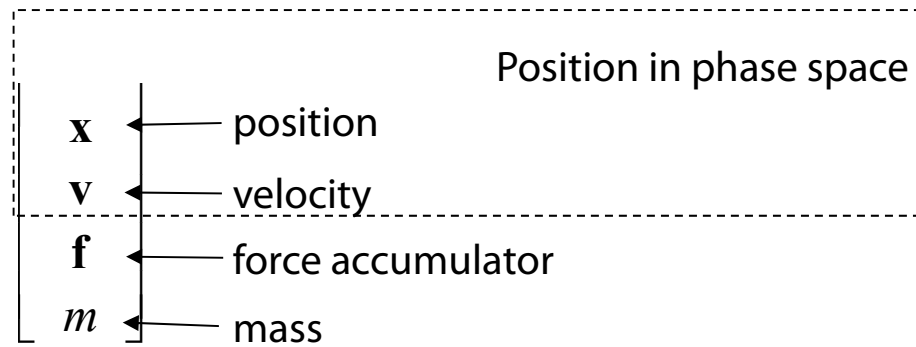 Position in phase space
x position
v velocity
f force accumulator
m mass